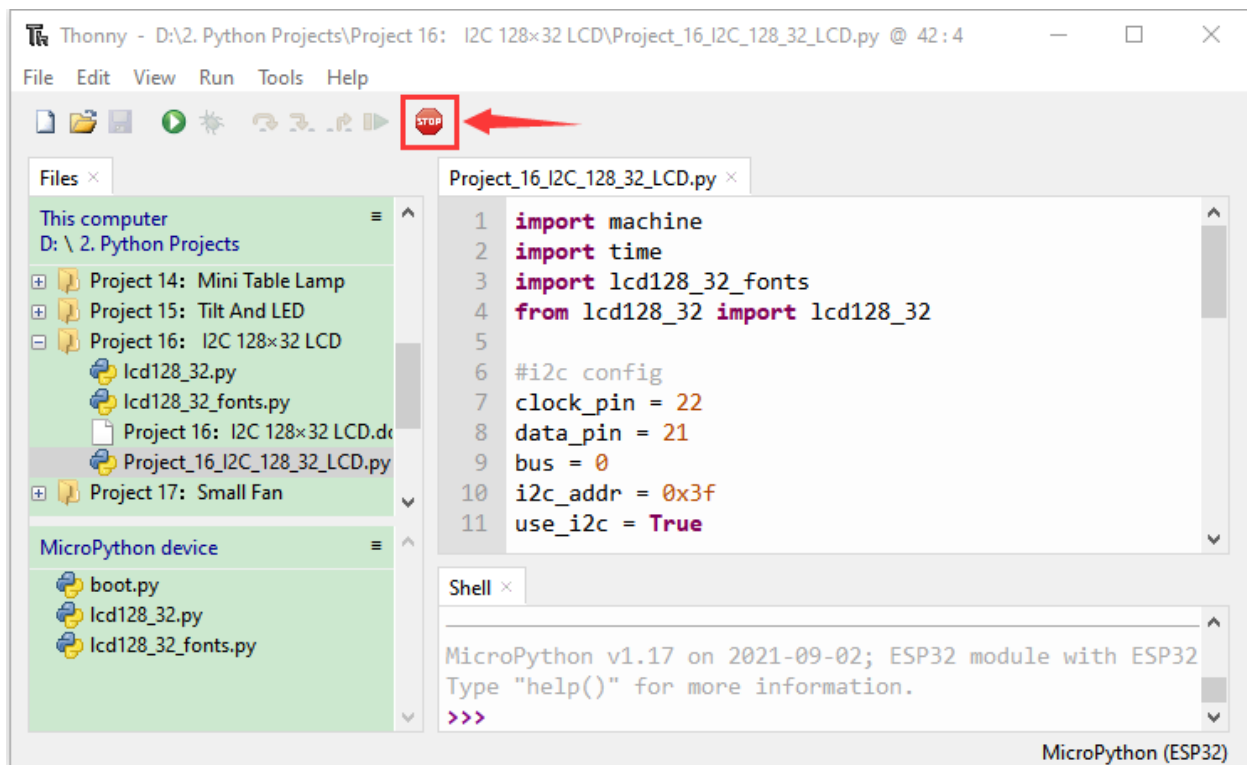 Thonny - D:\2. Python Projects\Project 16： I2C 128×32 LCD\Project_16_I2C_128_32_LCD.py @ 42 : 4
File Edit View Run Tools Help
STOP
Files
This computer
D: \ 2. Python Projects
Project 14：Mini Table Lamp
Project 15：Tilt And LED
Project 16： I2C 128×32 LCD
lcd128_32.py
lcd128_32_fonts.py
Project 16：I2C 128×32 LCD.do
Project_16_I2C_128_32_LCD.py
Project 17：Small Fan
MicroPython device
boot.py
lcd128_32.py
lcd128_32_fonts.py
Project_16_I2C_128_32_LCD.py
1 import machine
2 import time
3 import lcd128_32_fonts
4 from lcd128_32 import lcd128_32
5
6 #i2c config
7 clock_pin = 22
8 data_pin = 21
9 bus = 0
10 i2c_addr = 0x3f
11 use_i2c = True
Shell
MicroPython v1.17 on 2021-09-02; ESP32 module with ESP32
Type "help()" for more information.
>>>
MicroPython (ESP32)